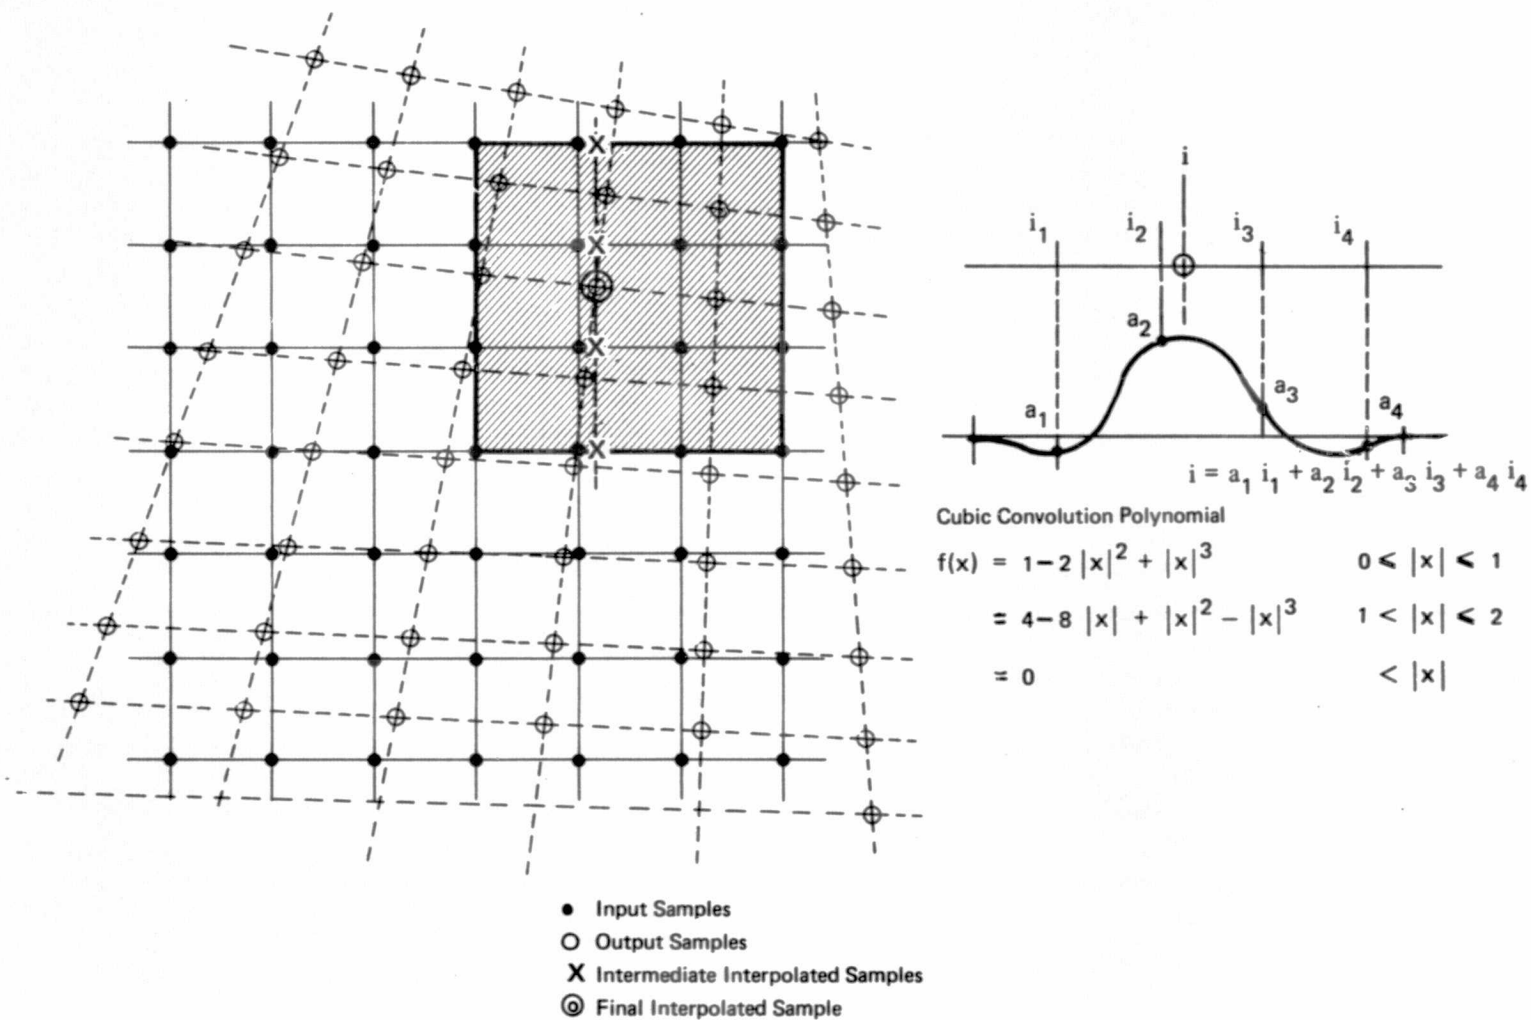 i
i₁ i₂ i₃ i₄
a₂
a₁ a₃ a₄
i = a₁ i₁ + a₂ i₂ + a₃ i₃ + a₄ i₄
Cubic Convolution Polynomial
f(x) = 1−2 |x|² + |x|³ 0 ⩽ |x| ⩽ 1
= 4−8 |x| + |x|² − |x|³ 1 < |x| ⩽ 2
= 0 < |x|
● Input Samples
○ Output Samples
X Intermediate Interpolated Samples
◎ Final Interpolated Sample